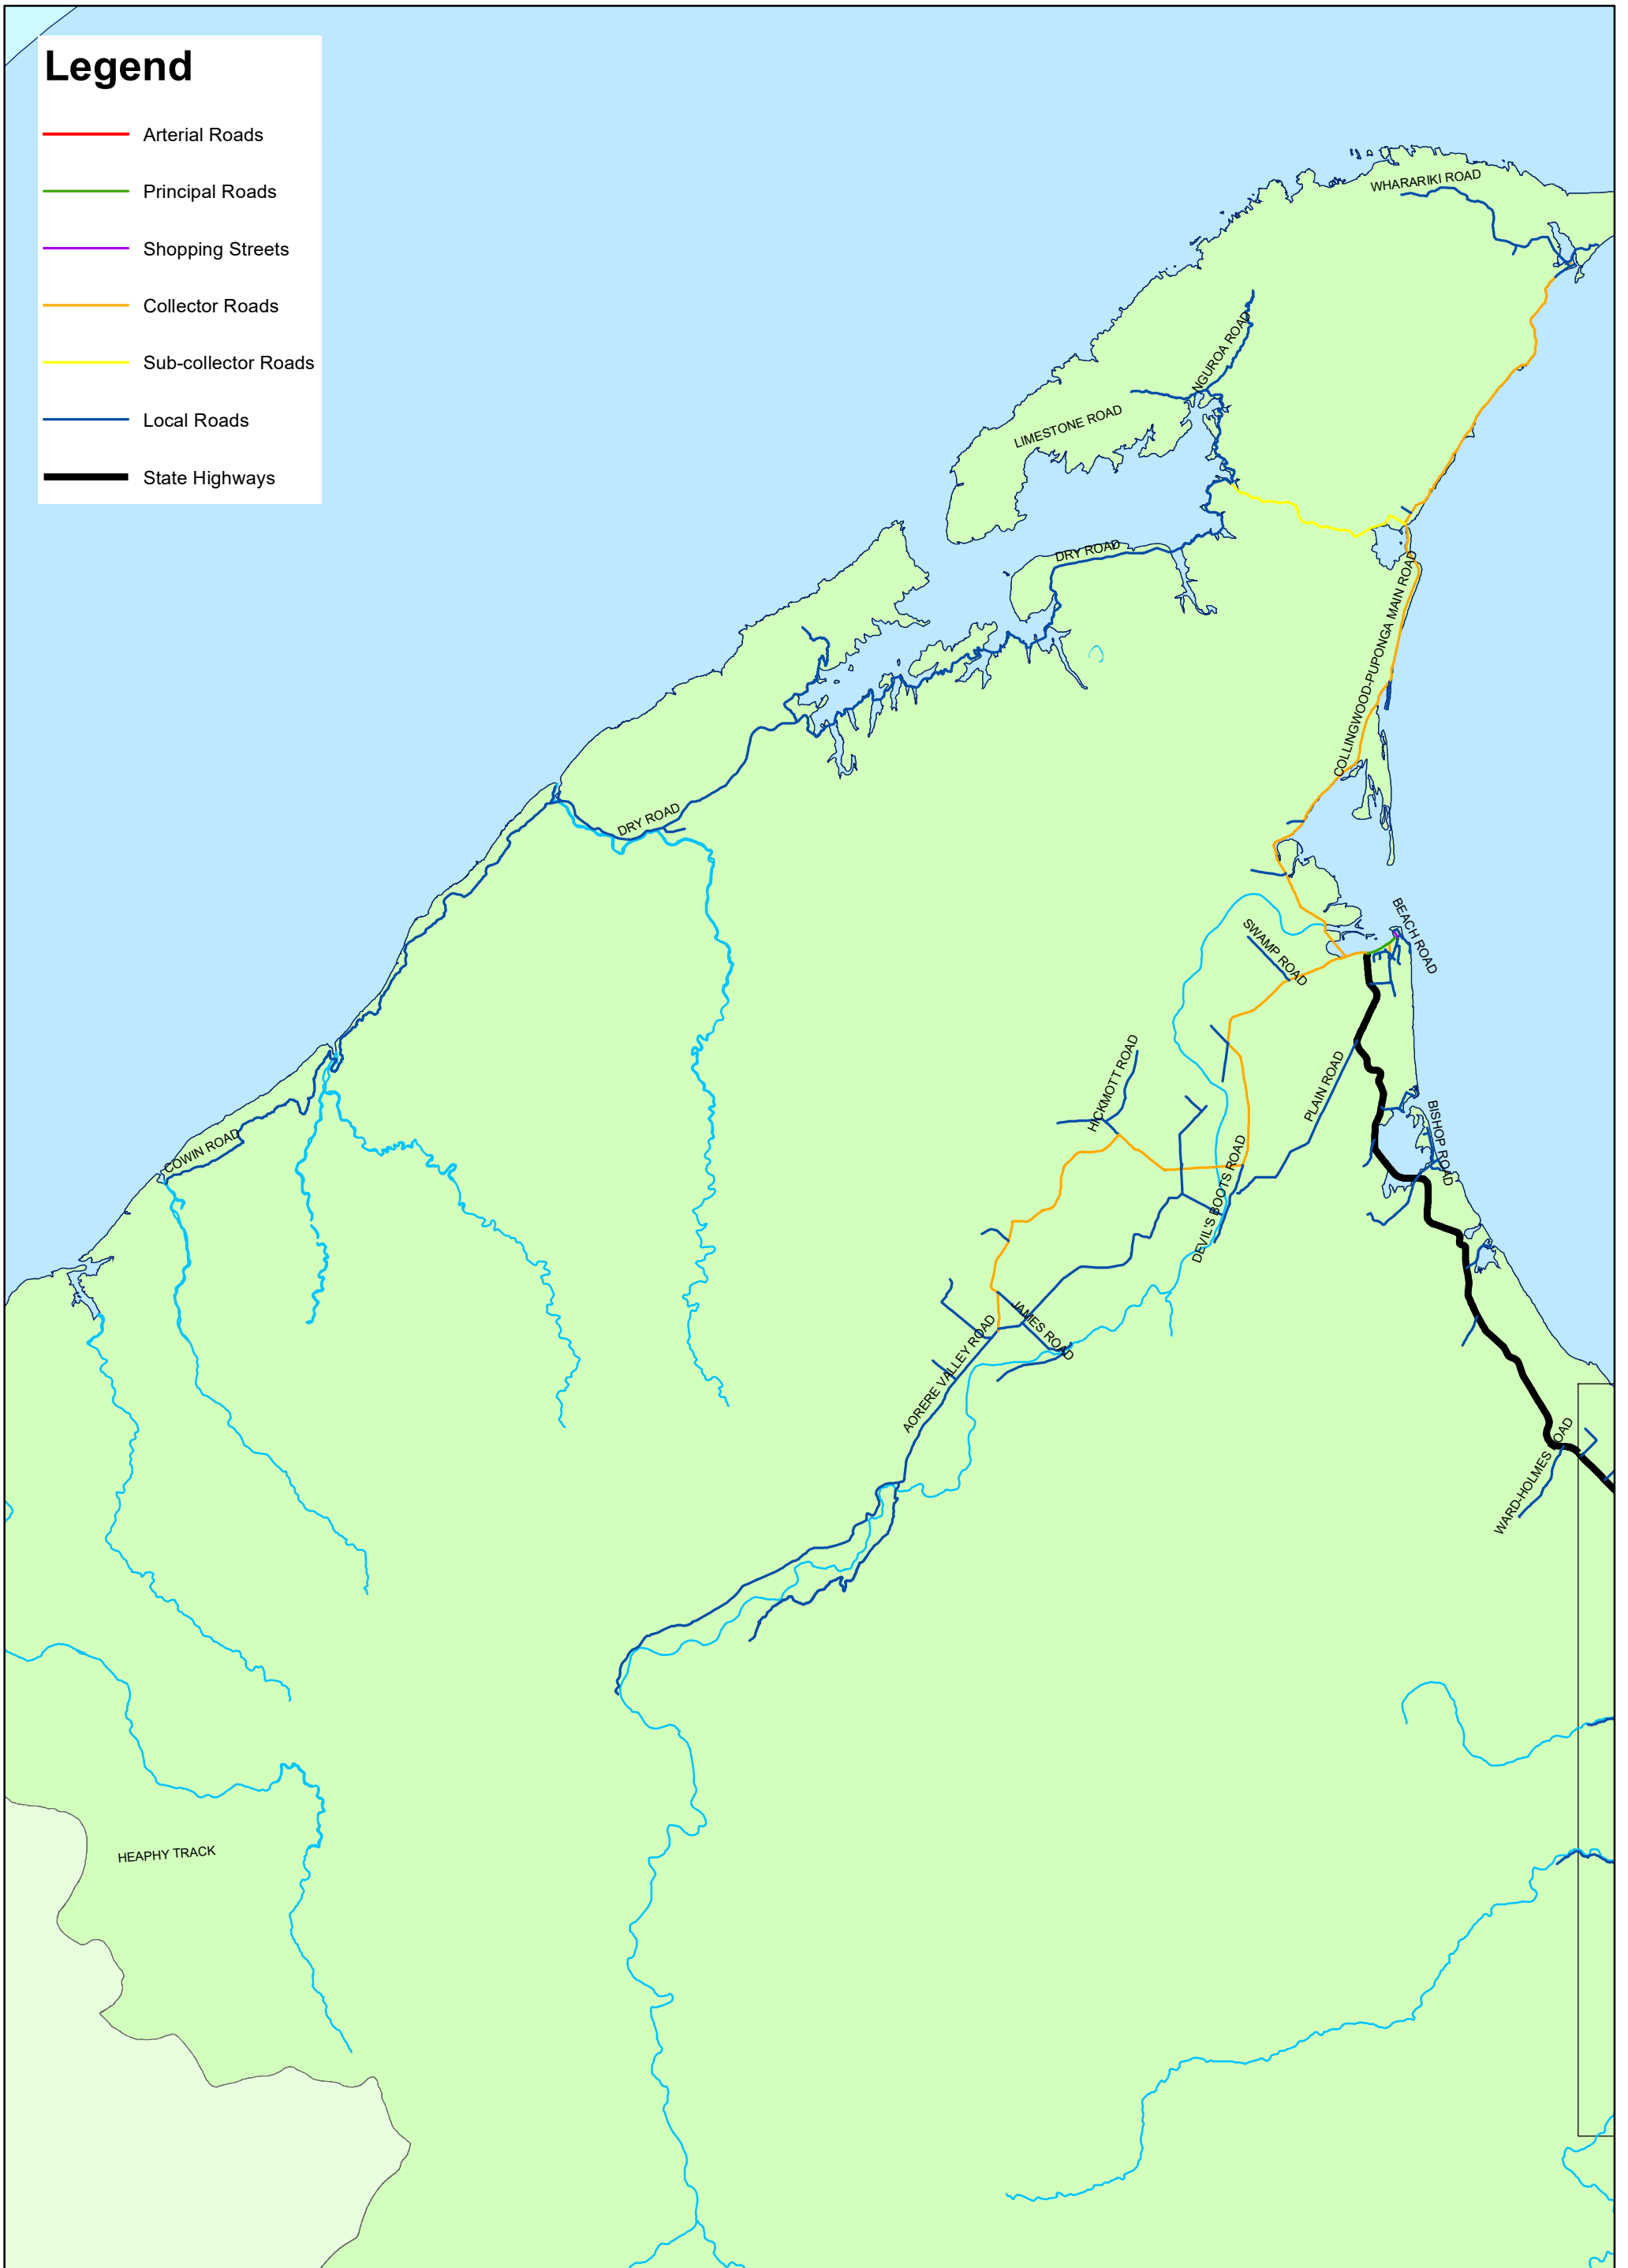 Legend
Arterial Roads
Principal Roads
Shopping Streets
Collector Roads
Sub-collector Roads
Local Roads
State Highways
WHARARIKI ROAD
NGUROA ROAD
LIMESTONE ROAD
DRY ROAD
COLLINGWOOD-PUPONGA MAIN ROAD
DRY ROAD
BEACH ROAD
SWAMP ROAD
HICKMOTT ROAD
PLAIN ROAD
BISHOP ROAD
COWIN ROAD
DEVIL'S BOOTS ROAD
JAMES ROAD
AORERE VALLEY ROAD
WARD-HOLMES ROAD
HEAPHY TRACK